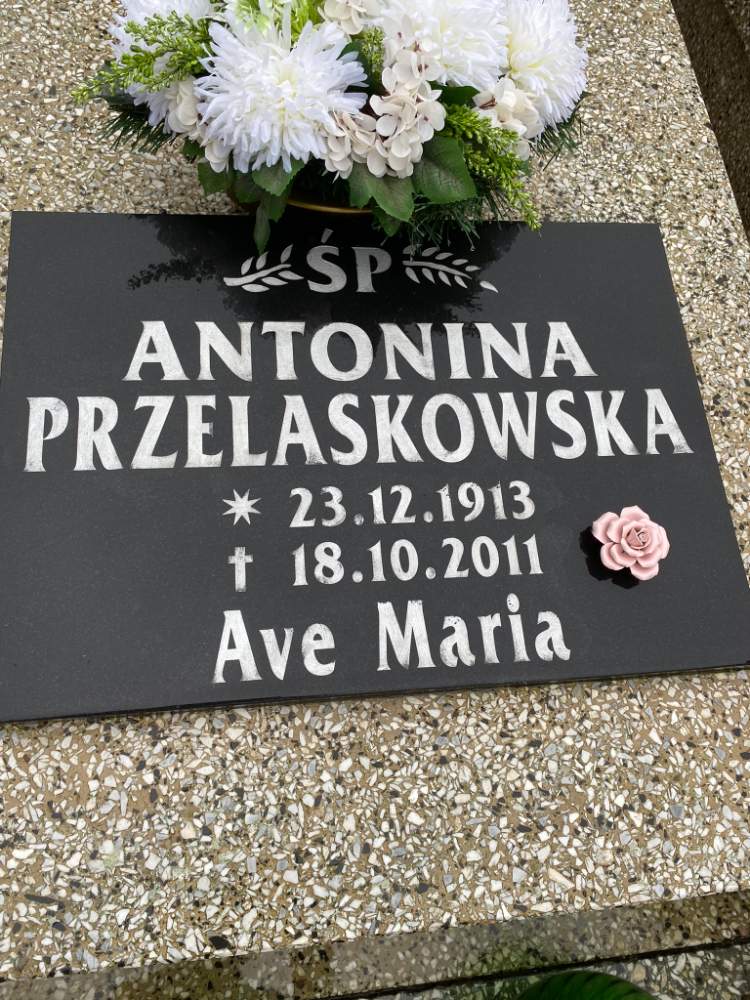 ŚP
ANTONINA
PRZELASKOWSKA
* 23.12.1913
† 18.10.2011
Ave Maria